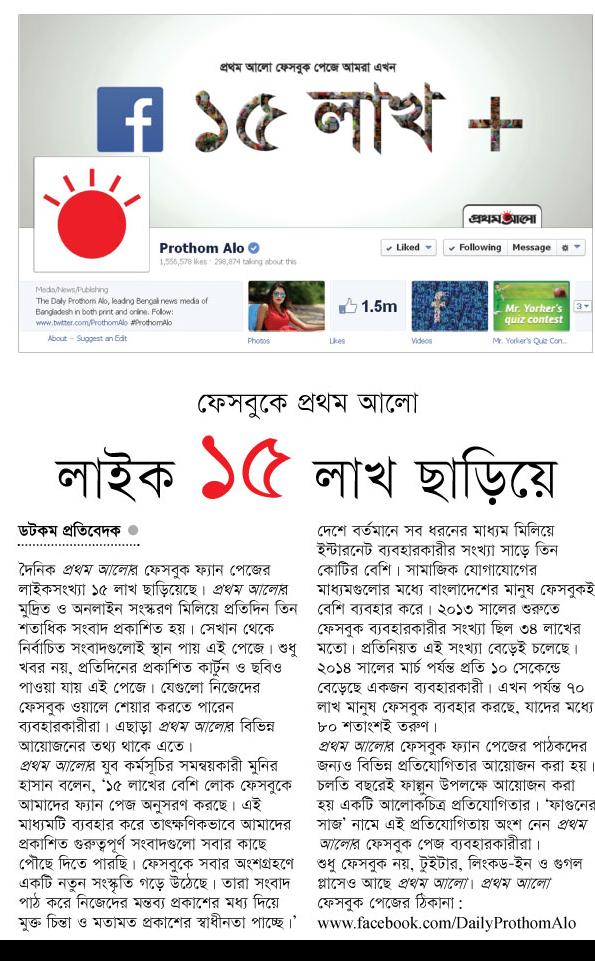 প্রথম আলো ফেসবুক পেজে আমরা এখন
১৫ লাখ +
প্রথম আলো
Prothom Alo
1,556,578 likes · 298,874 talking about this
Liked
Following
Message
Media/News/Publishing
The Daily Prothom Alo, leading Bengali news media of
Bangladesh in both print and online. Follow:
www.twitter.com/ProthomAlo #ProthomAlo
About – Suggest an Edit
Photos
1.5m
Likes
Videos
Mr. Yorker's
quiz contest
Mr. Yorker's Quiz Con...
3
ফেসবুকে প্রথম আলো
লাইক ১৫ লাখ ছাড়িয়ে
ডটকম প্রতিবেদক
দৈনিক প্রথম আলোর ফেসবুক ফ্যান পেজের
লাইকসংখ্যা ১৫ লাখ ছাড়িয়েছে। প্রথম আলোর
মুদ্রিত ও অনলাইন সংস্করণ মিলিয়ে প্রতিদিন তিন
শতাধিক সংবাদ প্রকাশিত হয়। সেখান থেকে
নির্বাচিত সংবাদগুলোই স্থান পায় এই পেজে। শুধু
খবর নয়, প্রতিদিনের প্রকাশিত কার্টুন ও ছবিও
পাওয়া যায় এই পেজে। যেগুলো নিজেদের
ফেসবুক ওয়ালে শেয়ার করতে পারেন
ব্যবহারকারীরা। এছাড়া প্রথম আলোর বিভিন্ন
আয়োজনের তথ্য থাকে এতে।
প্রথম আলোর যুব কর্মসূচির সমন্বয়কারী মুনির
হাসান বলেন, ‘১৫ লাখের বেশি লোক ফেসবুকে
আমাদের ফ্যান পেজ অনুসরণ করছে। এই
মাধ্যমটি ব্যবহার করে তাৎক্ষণিকভাবে আমাদের
প্রকাশিত গুরুত্বপূর্ণ সংবাদগুলো সবার কাছে
পৌঁছে দিতে পারছি। ফেসবুকে সবার অংশগ্রহণে
একটি নতুন সংস্কৃতি গড়ে উঠেছে। তারা সংবাদ
পাঠ করে নিজেদের মন্তব্য প্রকাশের মধ্য দিয়ে
মুক্ত চিন্তা ও মতামত প্রকাশের স্বাধীনতা পাচ্ছে।’
দেশে বর্তমানে সব ধরনের মাধ্যম মিলিয়ে
ইন্টারনেট ব্যবহারকারীর সংখ্যা সাড়ে তিন
কোটির বেশি। সামাজিক যোগাযোগের
মাধ্যমগুলোর মধ্যে বাংলাদেশের মানুষ ফেসবুকই
বেশি ব্যবহার করে। ২০১৩ সালের শুরুতে
ফেসবুক ব্যবহারকারীর সংখ্যা ছিল ৩৪ লাখের
মতো। প্রতিনিয়ত এই সংখ্যা বেড়েই চলেছে।
২০১৪ সালের মার্চ পর্যন্ত প্রতি ১০ সেকেন্ডে
বেড়েছে একজন ব্যবহারকারী। এখন পর্যন্ত ৭০
লাখ মানুষ ফেসবুক ব্যবহার করছে, যাদের মধ্যে
৮০ শতাংশই তরুণ।
প্রথম আলোর ফেসবুক ফ্যান পেজের পাঠকদের
জন্যও বিভিন্ন প্রতিযোগিতার আয়োজন করা হয়।
চলতি বছরেই ফাল্গুন উপলক্ষে আয়োজন করা
হয় একটি আলোকচিত্র প্রতিযোগিতার। ‘ফাগুনের
সাজ’ নামে এই প্রতিযোগিতায় অংশ নেন প্রথম
আলোর ফেসবুক পেজ ব্যবহারকারীরা।
শুধু ফেসবুক নয়, টুইটার, লিংকড-ইন ও গুগল
প্লাসেও আছে প্রথম আলো। প্রথম আলো
ফেসবুক পেজের ঠিকানা :
www.facebook.com/DailyProthomAlo